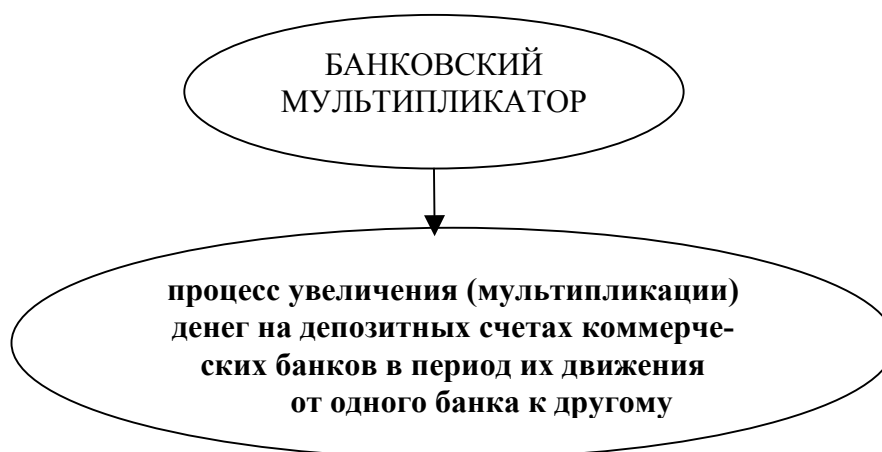 БАНКОВСКИЙ
МУЛЬТИПЛИКАТОР
процесс увеличения (мультипликации)
денег на депозитных счетах коммерче-
ских банков в период их движения
от одного банка к другому